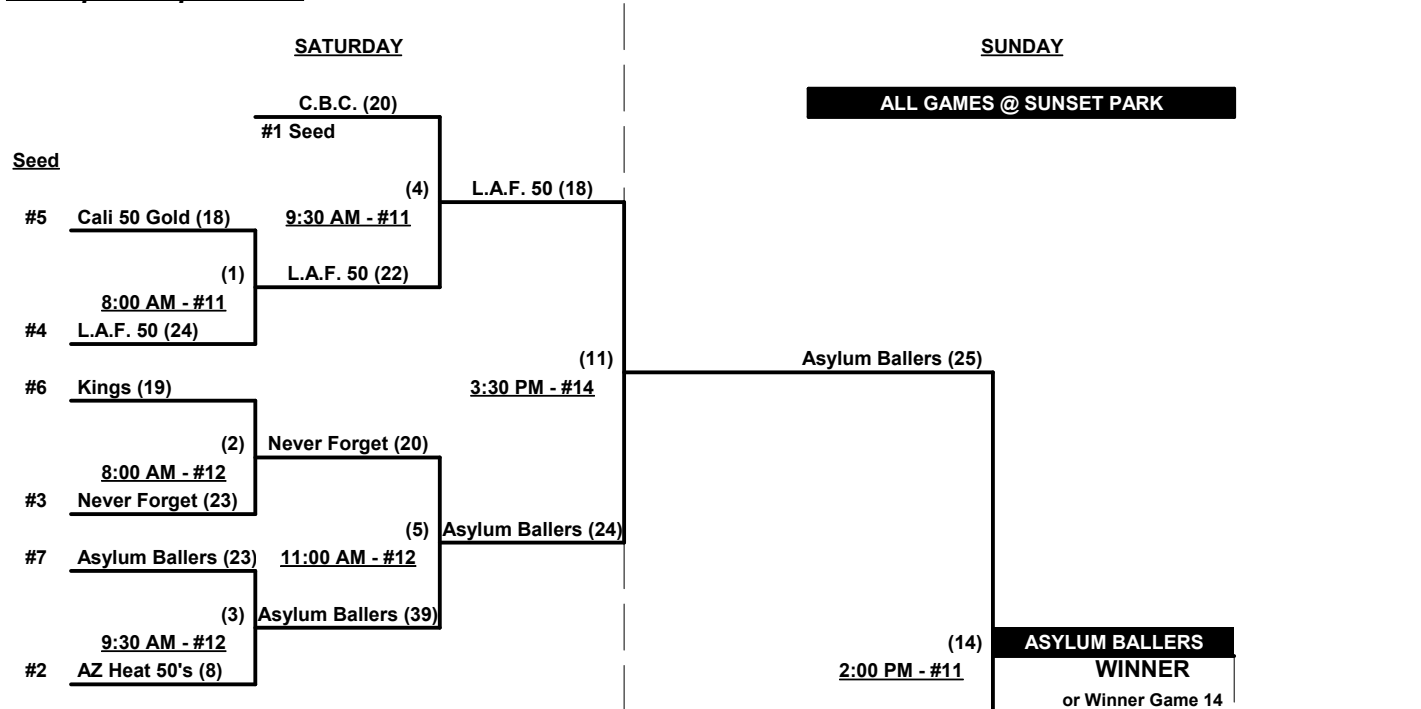 SATURDAY
SUNDAY
C.B.C. (20)
ALL GAMES @ SUNSET PARK
#1 Seed
Seed
(4)
L.A.F. 50 (18)
#5 Cali 50 Gold (18)
9:30 AM - #11
(1)
L.A.F. 50 (22)
8:00 AM - #11
#4 L.A.F. 50 (24)
(11)
Asylum Ballers (25)
#6 Kings (19)
3:30 PM - #14
(2)
Never Forget (20)
8:00 AM - #12
#3 Never Forget (23)
(5)
Asylum Ballers (24)
#7 Asylum Ballers (23)
11:00 AM - #12
(3)
Asylum Ballers (39)
9:30 AM - #12
(14)
ASYLUM BALLERS
#2 AZ Heat 50's (8)
2:00 PM - #11
WINNER
or Winner Game 14